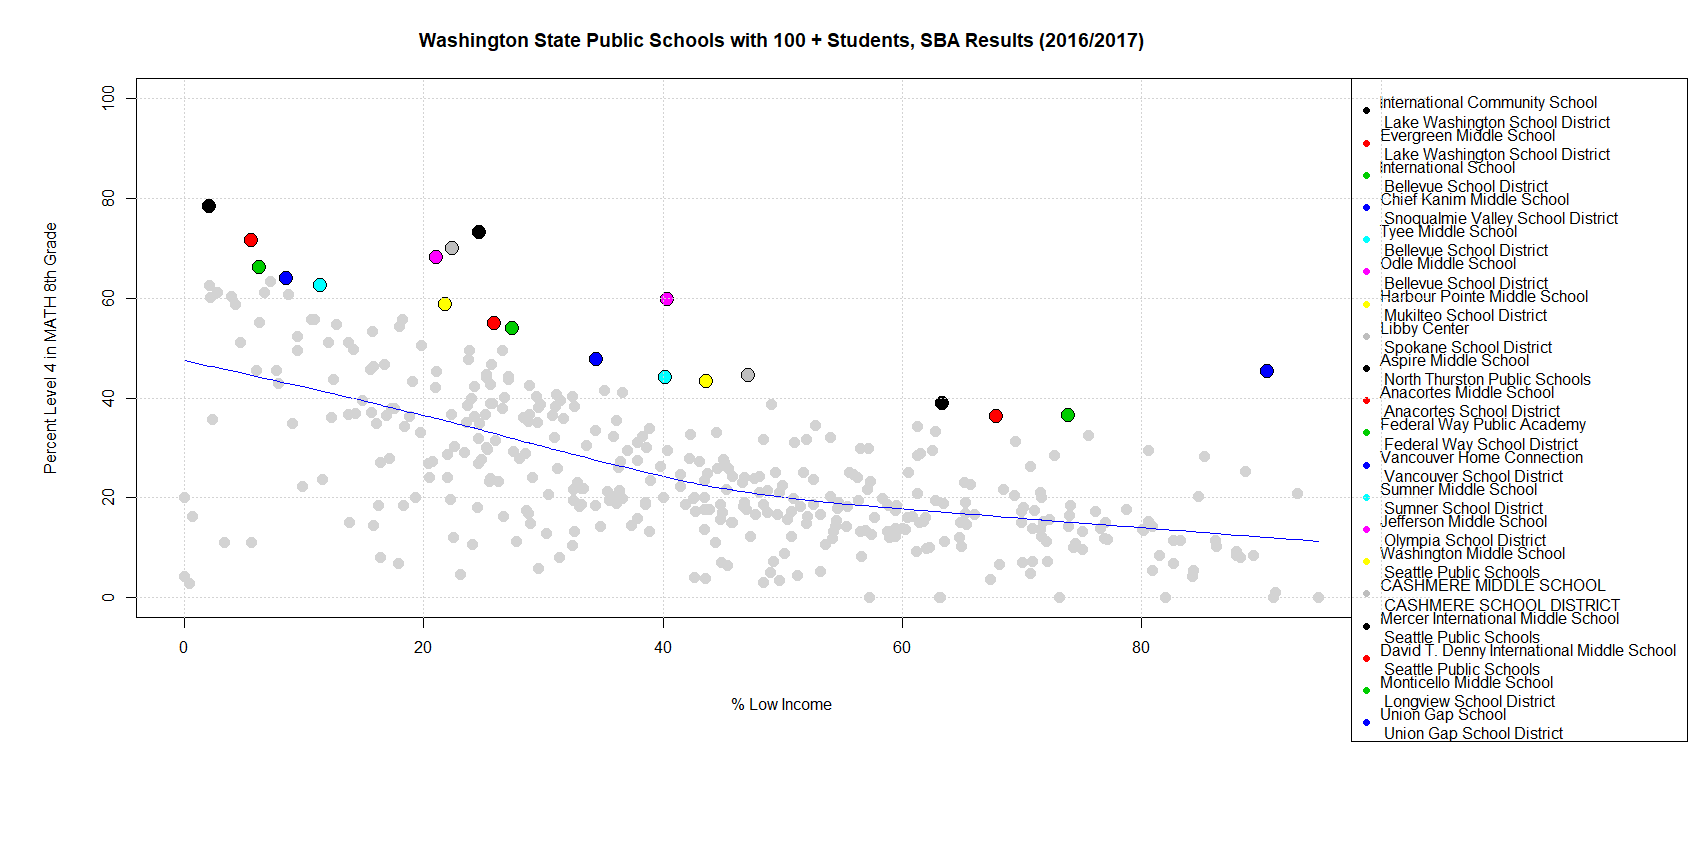 Washington State Public Schools with 100 + Students, SBA Results (2016/2017)
Percent Level 4 in MATH 8th Grade
100
80
60
40
20
0
0
20
40
60
80
% Low Income
International Community School
Lake Washington School District
Evergreen Middle School
Lake Washington School District
International School
Bellevue School District
Chief Kanim Middle School
Snoqualmie Valley School District
Tyee Middle School
Bellevue School District
Odle Middle School
Bellevue School District
Harbour Pointe Middle School
Mukilteo School District
Libby Center
Spokane School District
Aspire Middle School
North Thurston Public Schools
Anacortes Middle School
Anacortes School District
Federal Way Public Academy
Federal Way School District
Vancouver Home Connection
Vancouver School District
Sumner Middle School
Sumner School District
Jefferson Middle School
Olympia School District
Washington Middle School
Seattle Public Schools
CASHMERE MIDDLE SCHOOL
CASHMERE SCHOOL DISTRICT
Mercer International Middle School
Seattle Public Schools
David T. Denny International Middle School
Seattle Public Schools
Monticello Middle School
Longview School District
Union Gap School
Union Gap School District